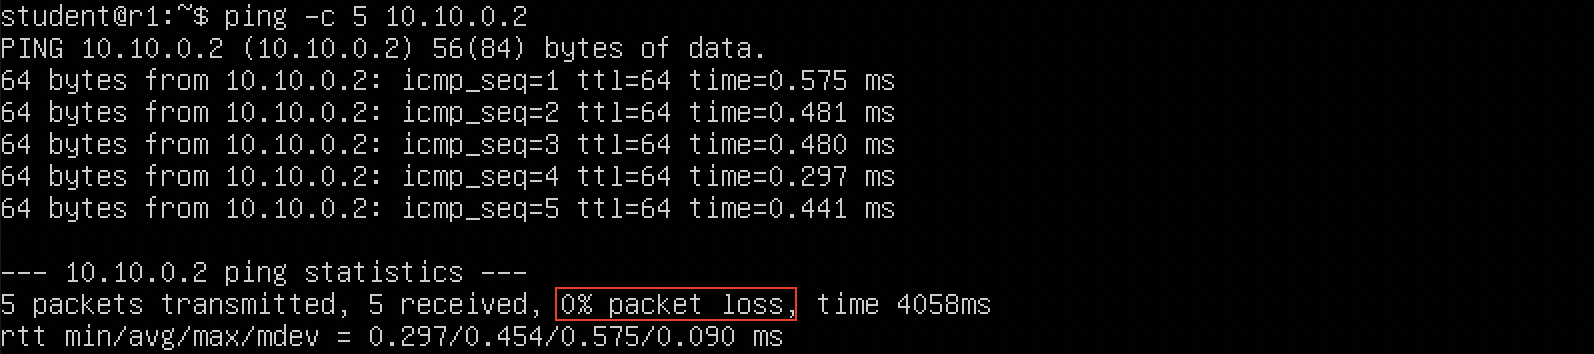 student@r1:~$ ping -c 5 10.10.0.2
PING 10.10.0.2 (10.10.0.2) 56(84) bytes of data.
64 bytes from 10.10.0.2: icmp_seq=1 ttl=64 time=0.575 ms
64 bytes from 10.10.0.2: icmp_seq=2 ttl=64 time=0.481 ms
64 bytes from 10.10.0.2: icmp_seq=3 ttl=64 time=0.480 ms
64 bytes from 10.10.0.2: icmp_seq=4 ttl=64 time=0.297 ms
64 bytes from 10.10.0.2: icmp_seq=5 ttl=64 time=0.441 ms

--- 10.10.0.2 ping statistics ---
5 packets transmitted, 5 received, 0% packet loss, time 4058ms
rtt min/avg/max/mdev = 0.297/0.454/0.575/0.090 ms